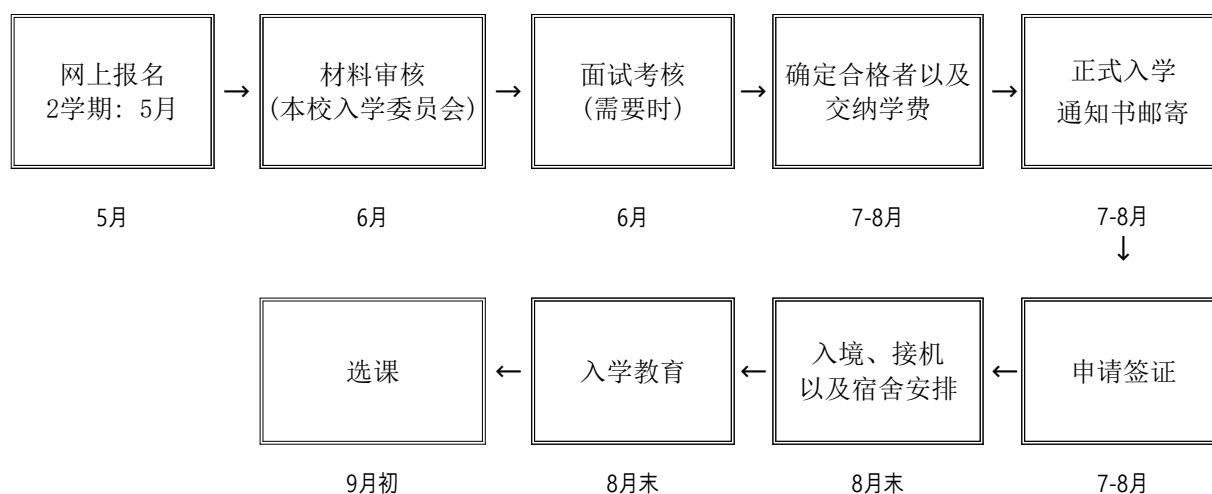 网上报名
2学期: 5月
→
材料审核
(本校入学委员会)
→
面试考核
(需要时)
→
确定合格者以及
交纳学费
→
正式入学
通知书邮寄
5月
6月
6月
7-8月
7-8月
↓
选课
←
入学教育
←
入境、接机
以及宿舍安排
←
申请签证
9月初
8月末
8月末
7-8月